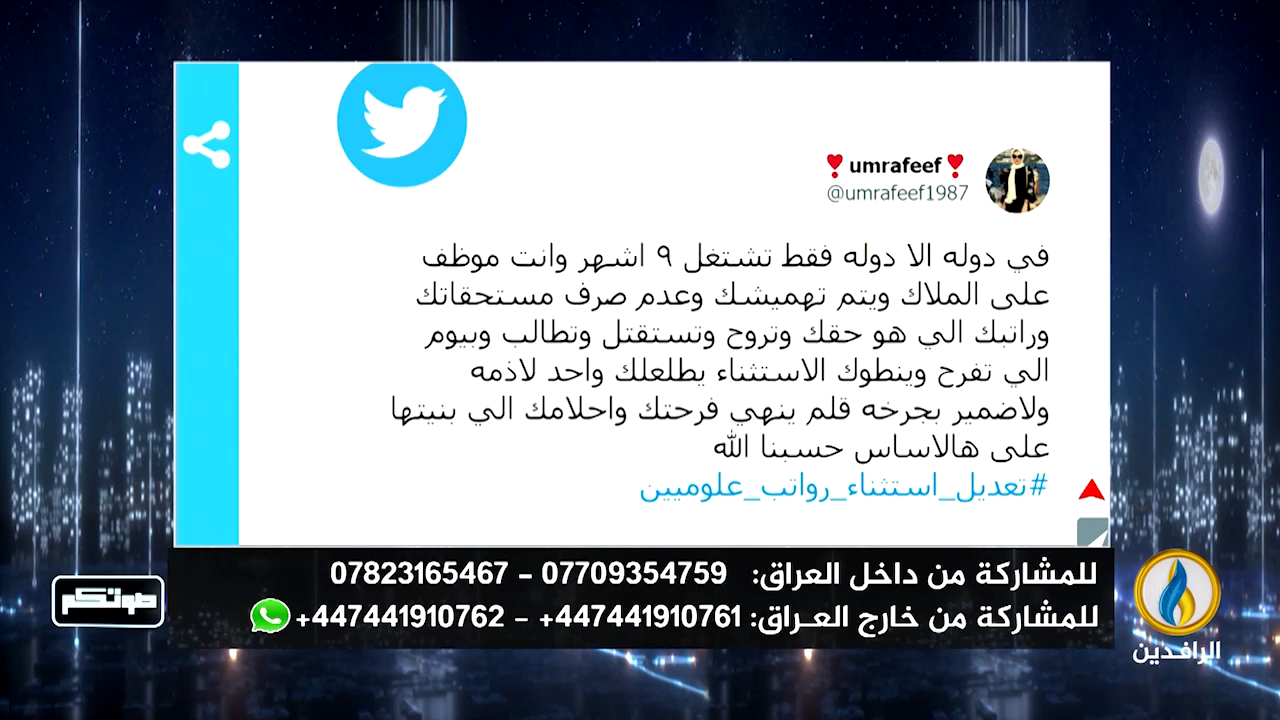 ❣umrafeef❣
@umrafeef1987
في دوله الا دوله فقط تشتغل ٩ اشهر وانت موظف
على الملاك ويتم تهميشك وعدم صرف مستحقاتك
وراتبك الي هو حقك وتروح وتستقتل وتطالب وبيوم
الي تفرح وينطوك الاستثناء يطلعلك واحد لاذمه
ولاضمير بجرخه قلم ينهي فرحتك واحلامك الي بنيتها
على هالاساس حسبنا الله
#تعديل_استثناء_رواتب_علوميين
للمشاركة من داخل العراق: 07709354759 - 07823165467
للمشاركة من خارج العـراق: 447441910761+ - 447441910762+
صوتكم
الرافدين